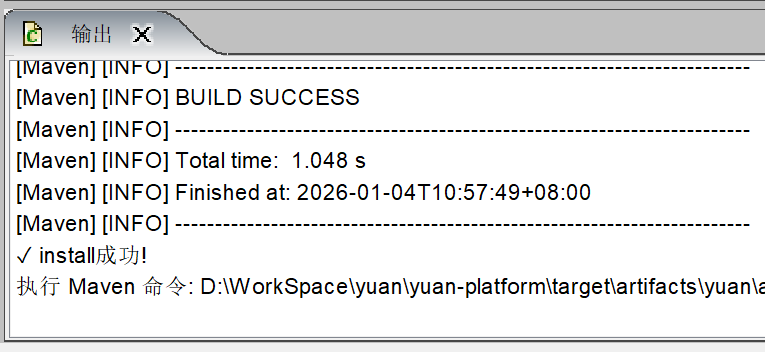 输出
[Maven] [INFO] ------------------------------------------------------------------------
[Maven] [INFO] BUILD SUCCESS
[Maven] [INFO] ------------------------------------------------------------------------
[Maven] [INFO] Total time:  1.048 s
[Maven] [INFO] Finished at: 2026-01-04T10:57:49+08:00
[Maven] [INFO] ------------------------------------------------------------------------
✓ install成功!
执行 Maven 命令: D:\WorkSpace\yuan\yuan-platform\target\artifacts\yuan\